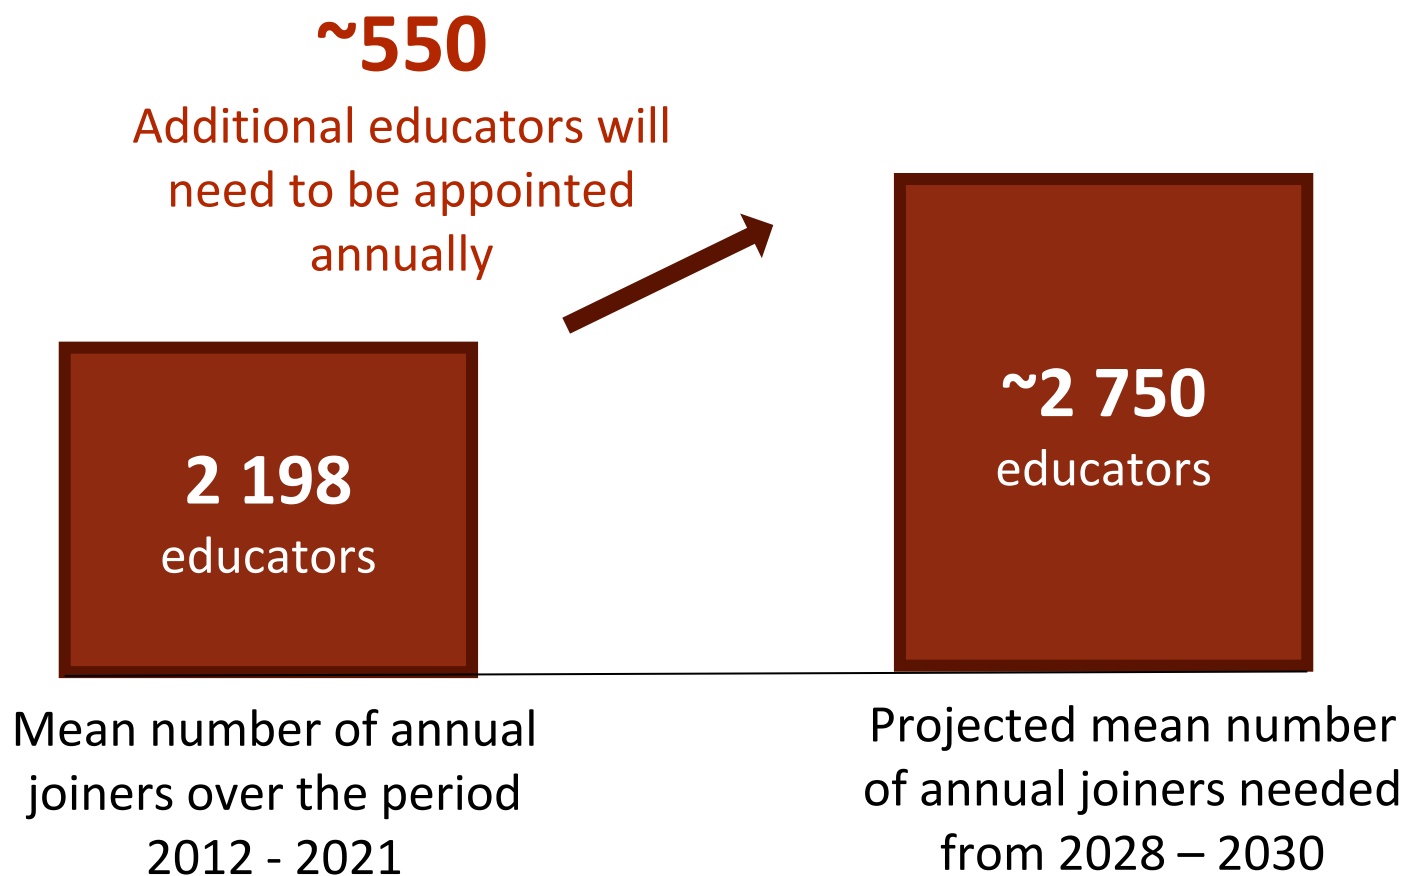 ~550
Additional educators will
need to be appointed
annually
2 198
educators
~2 750
educators
Mean number of annual
joiners over the period
2012 - 2021
Projected mean number
of annual joiners needed
from 2028 – 2030